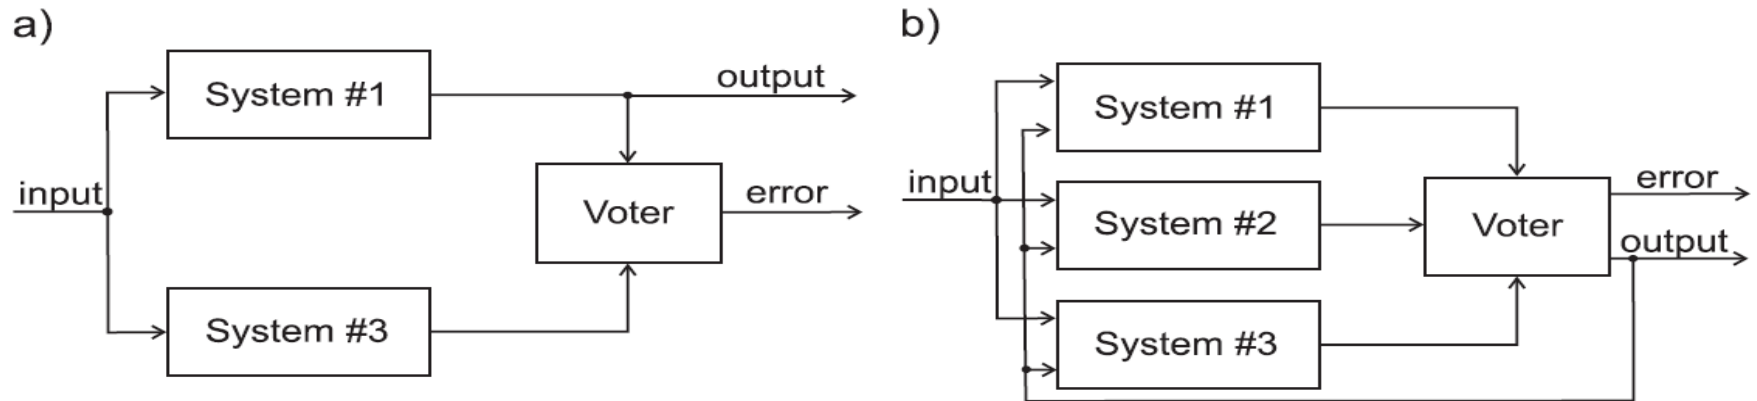 a)
System #1
output
input
Voter
error
System #3
b)
System #1
input
System #2
Voter
error
output
System #3